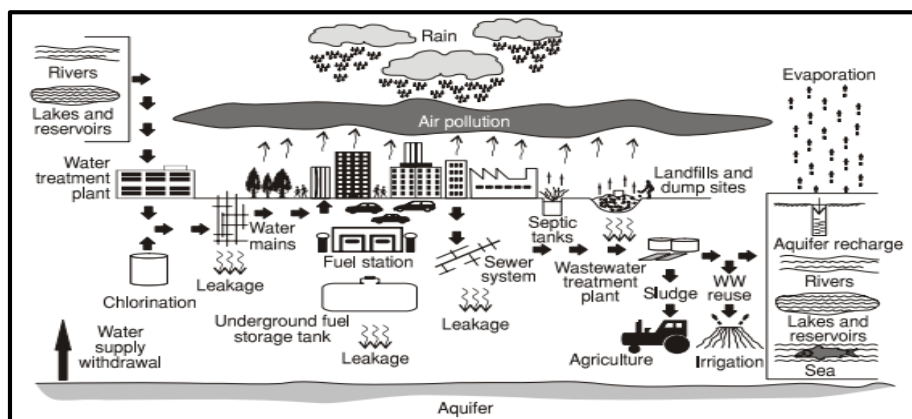 Rain
Rivers
Lakes and
reservoirs
Evaporation
Air pollution
Water
treatment
plant
Landfills and
dump sites
Water
mains
Septic
tanks
Aquifer recharge
Fuel station
Sewer
system
Wastewater
treatment
plant
Sludge
WW
reuse
Rivers
Chlorination
Leakage
Underground fuel
storage tank
Leakage
Leakage
Lakes and
reservoirs
Water
supply
withdrawal
Agriculture
Irrigation
Sea
Aquifer